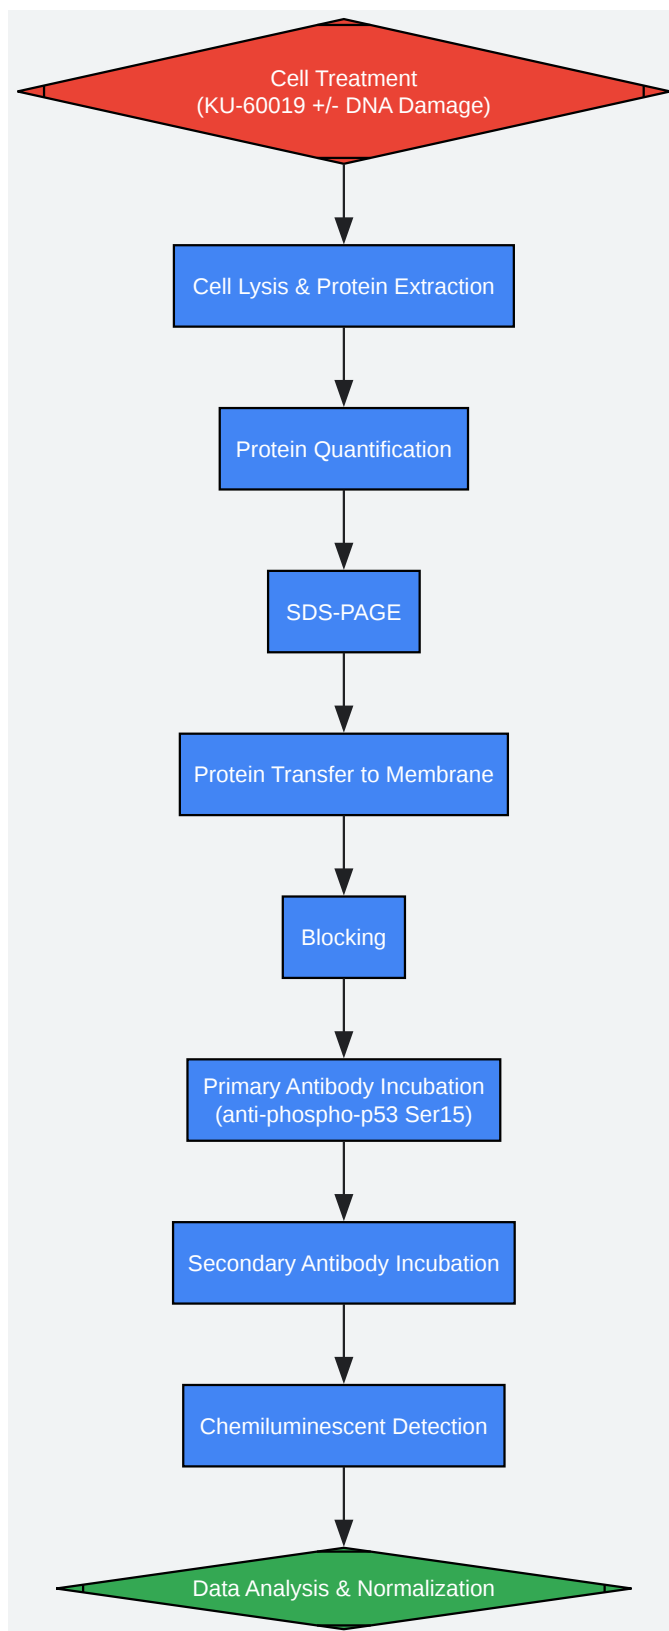 Cell Treatment
(KU-60019 +/- DNA Damage)
Cell Lysis & Protein Extraction
Protein Quantification
SDS-PAGE
Protein Transfer to Membrane
Blocking
Primary Antibody Incubation
(anti-phospho-p53 Ser15)
Secondary Antibody Incubation
Chemiluminescent Detection
Data Analysis & Normalization